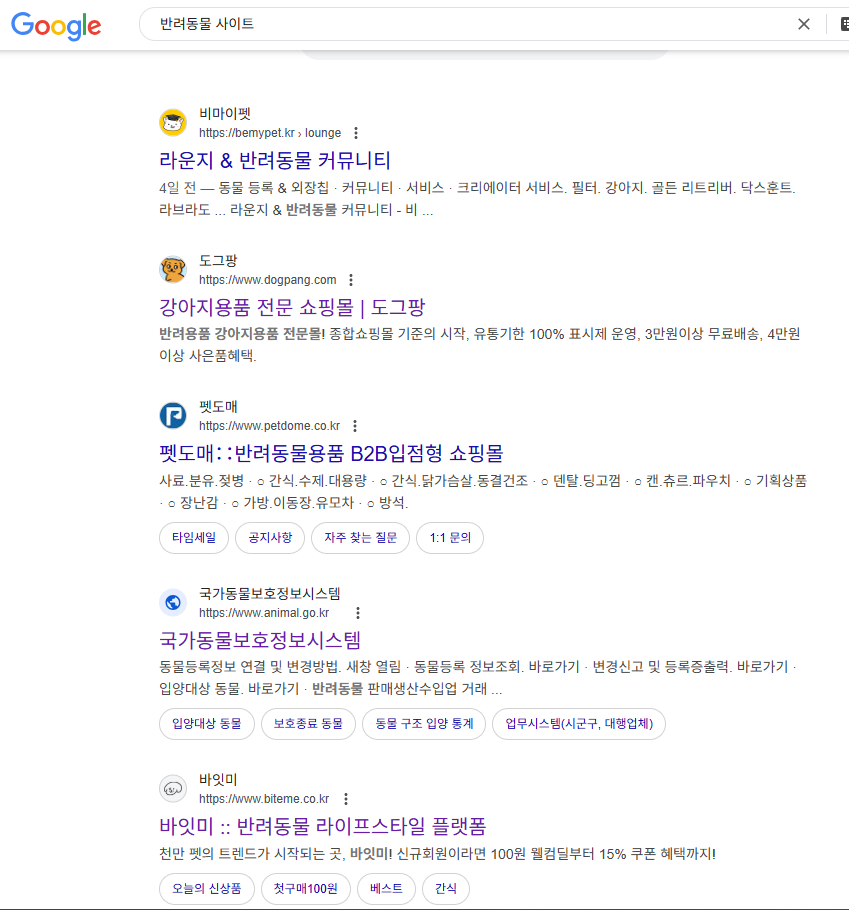 Google
반려동물 사이트
비마이펫
https://bemypet.kr › lounge
라운지 & 반려동물 커뮤니티
4일 전 — 동물 등록 & 외장칩 · 커뮤니티 · 서비스 · 크리에이터 서비스. 필터. 강아지. 골든 리트리버. 닥스훈트.
라브라도 ... 라운지 & 반려동물 커뮤니티 - 비 ...
도그팡
https://www.dogpang.com
강아지용품 전문 쇼핑몰 | 도그팡
반려용품 강아지용품 전문몰! 종합쇼핑몰 기준의 시작, 유통기한 100% 표시제 운영, 3만원이상 무료배송, 4만원
이상 사은품혜택.
펫도매
https://www.petdome.co.kr
펫도매::반려동물용품 B2B입점형 쇼핑몰
사료.분유.젖병 · ○ 간식.수제.대용량 · ○ 간식.닭가슴살.동결건조 · ○ 덴탈.딩고껌 · ○ 캔.츄르.파우치 · ○ 기획상품
· ○ 장난감 · ○ 가방.이동장.유모차 · ○ 방석.
타임세일 공지사항 자주 찾는 질문 1:1 문의
국가동물보호정보시스템
https://www.animal.go.kr
국가동물보호정보시스템
동물등록정보 연결 및 변경방법. 새창 열림 · 동물등록 정보조회. 바로가기 · 변경신고 및 등록증출력. 바로가기 ·
입양대상 동물. 바로가기 · 반려동물 판매생산수입업 거래 ...
입양대상 동물 보호종료 동물 동물 구조 입양 통계 업무시스템(시군구, 대행업체)
바잇미
https://www.biteme.co.kr
바잇미 :: 반려동물 라이프스타일 플랫폼
천만 펫의 트렌드가 시작되는 곳, 바잇미! 신규회원이라면 100원 웰컴딜부터 15% 쿠폰 혜택까지!
오늘의 신상품 첫구매100원 베스트 간식